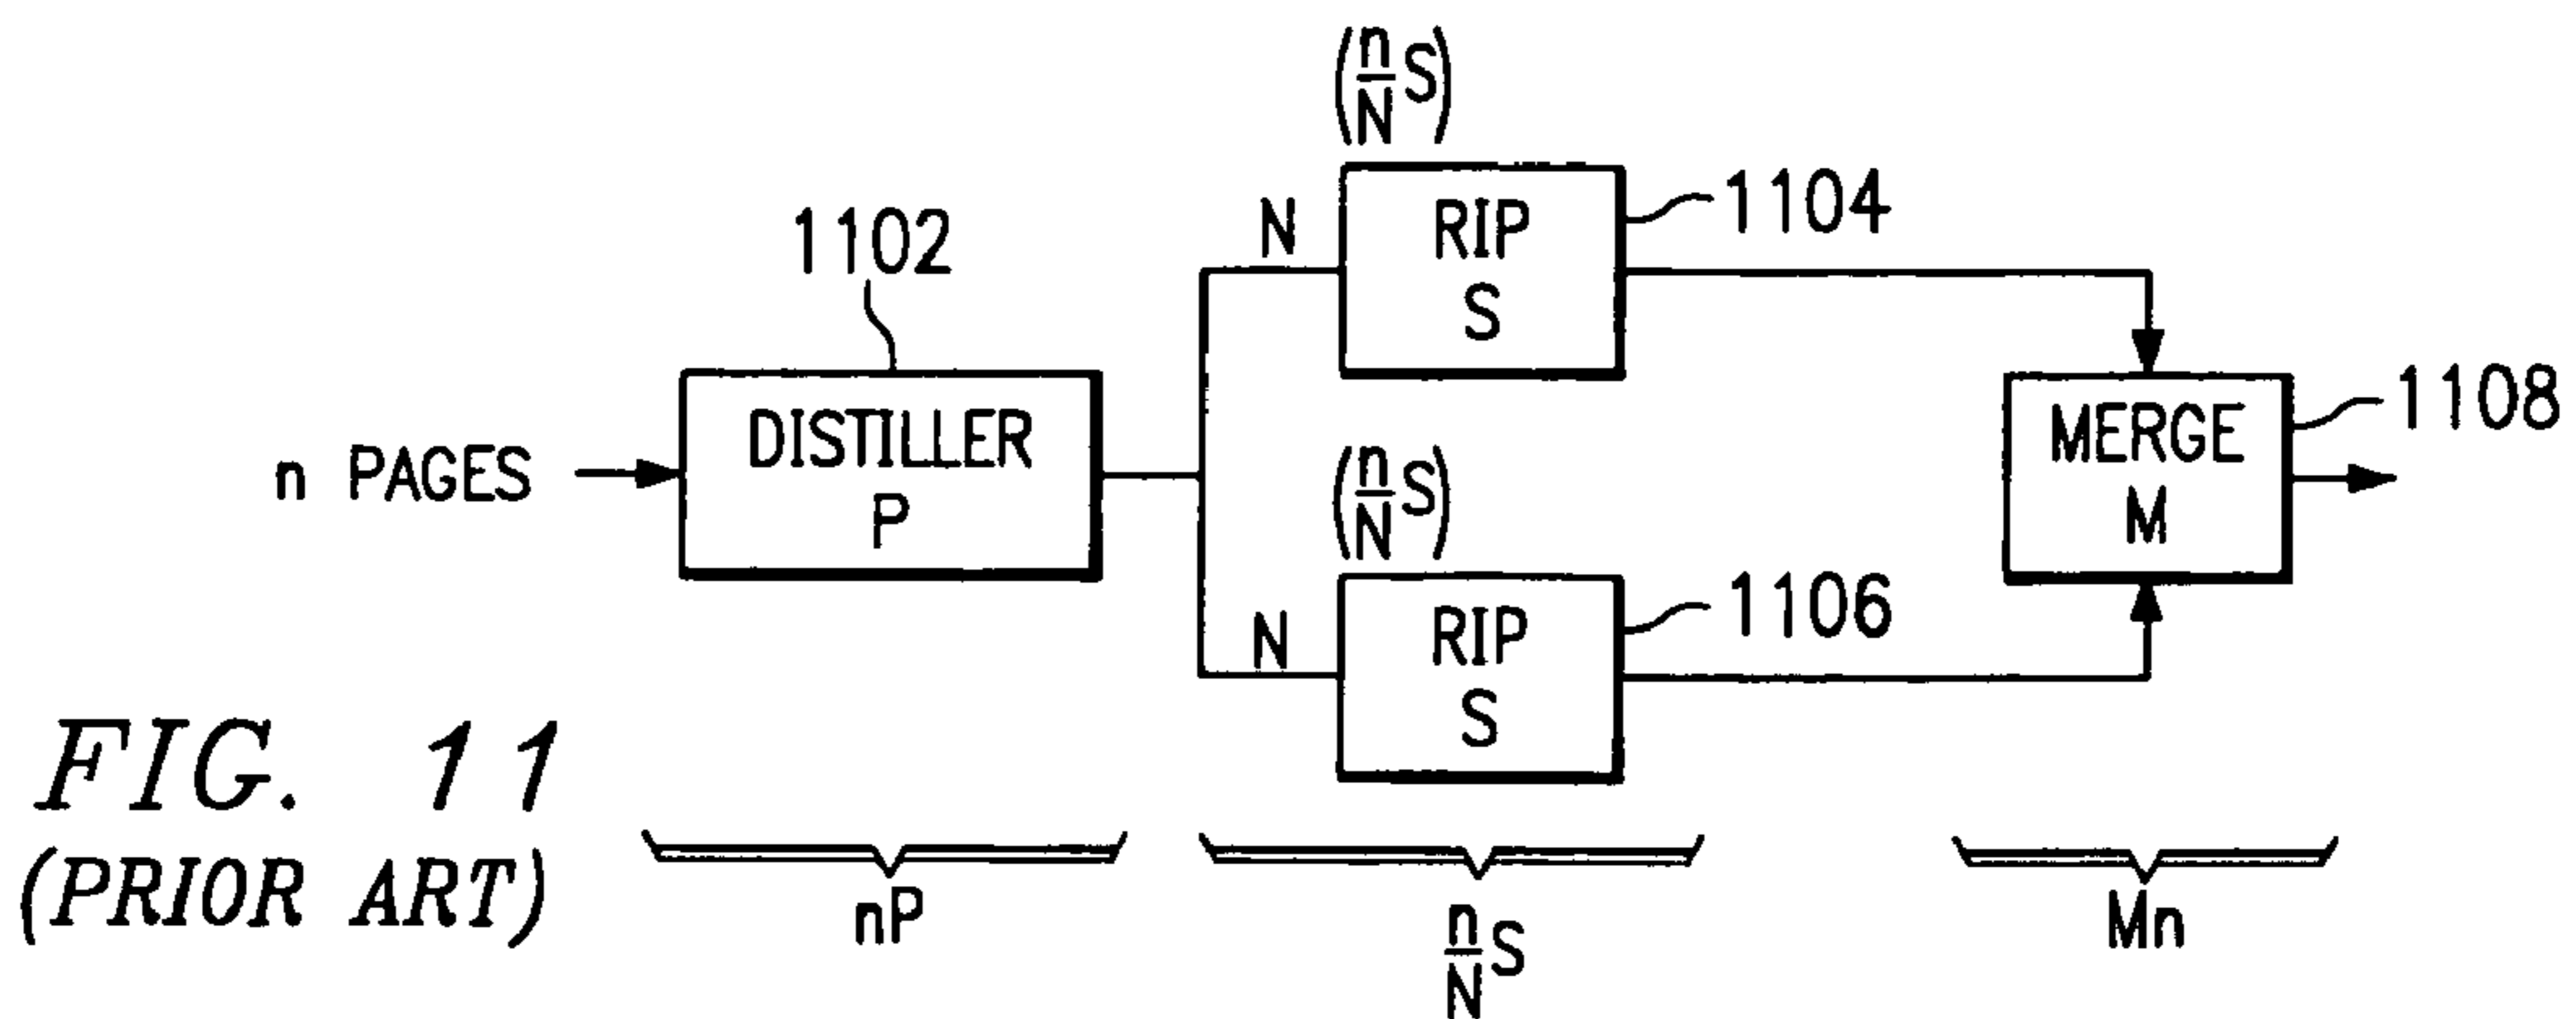 (n/N S)
N
RIP
S
1104
1102
n PAGES
DISTILLER
P
MERGE
M
1108
(n/N S)
N
RIP
S
1106
FIG. 11
(PRIOR ART)
nP
n/N S
Mn